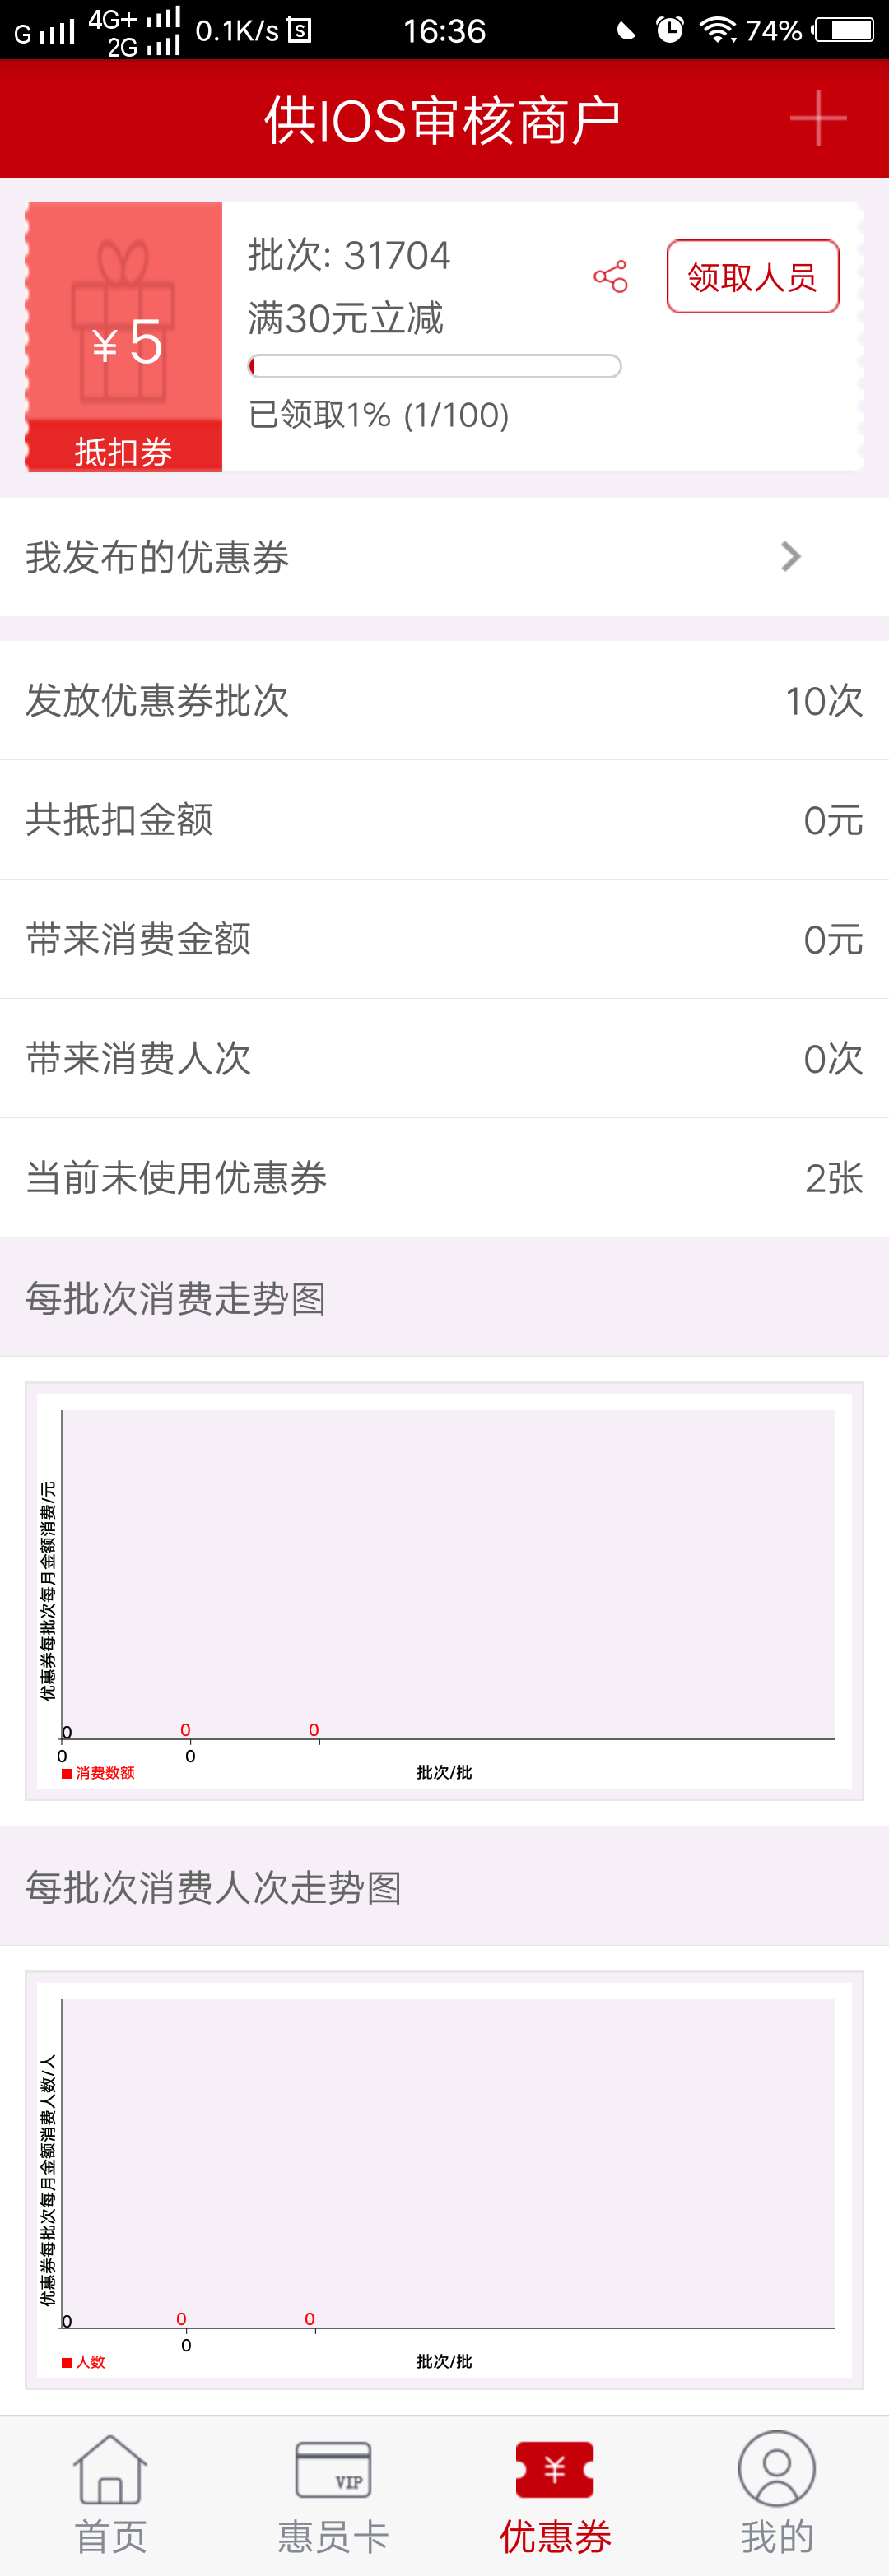 G 4G+ 2G 0.1K/s S 16:36 74%
供IOS审核商户
¥5
抵扣券
批次: 31704
满30元立减
已领取1% (1/100)
领取人员
我发布的优惠券
发放优惠券批次 10次
共抵扣金额 0元
带来消费金额 0元
带来消费人次 0次
当前未使用优惠券 2张
每批次消费走势图
优惠券每批次每月金额消费/元
0 0 0
0 0
消费数额 批次/批
每批次消费人次走势图
优惠券每批次每月金额消费人数/人
0 0 0
0
人数 批次/批
VIP ¥
首页 惠员卡 优惠券 我的